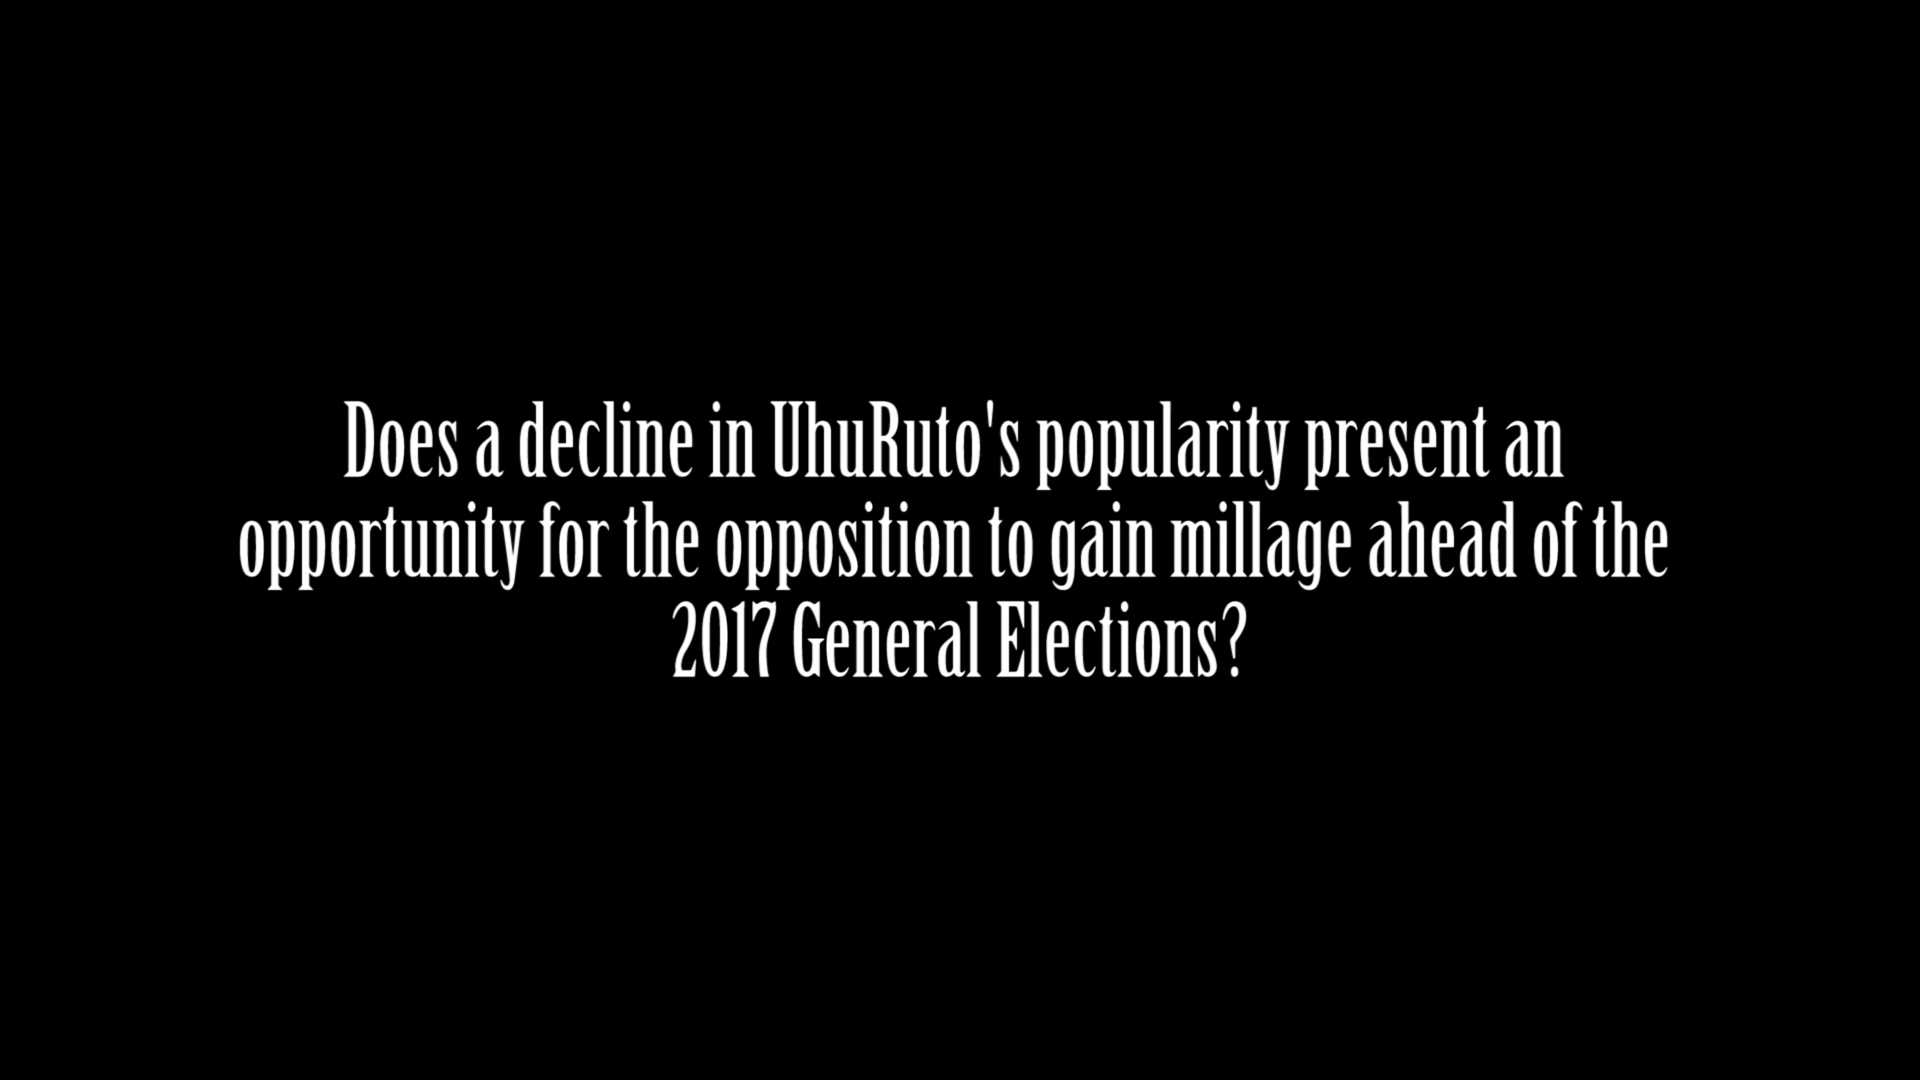 Does a decline in UhuRuto's popularity present an
opportunity for the opposition to gain millage ahead of the
2017 General Elections?